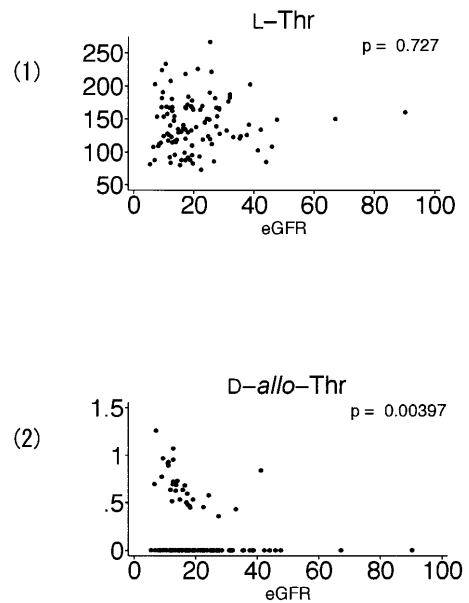 L–Thr
(1)
p = 0.727
250
200
150
100
50
0 20 40 60 80 100
eGFR
D–allo–Thr
(2)
p = 0.00397
1.5
1
.5
0
0 20 40 60 80 100
eGFR